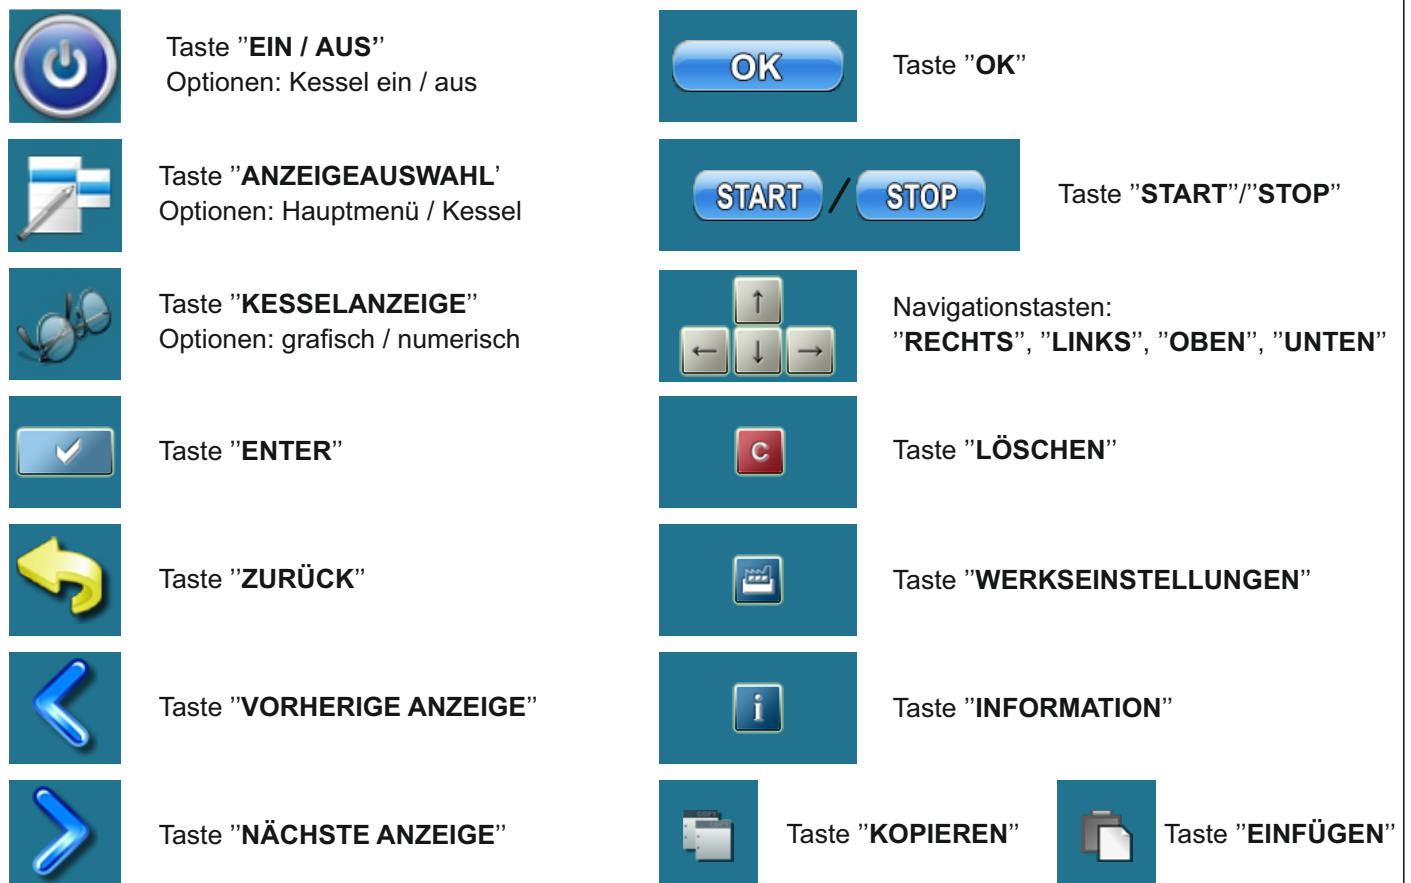 Taste ''EIN / AUS''
Optionen: Kessel ein / aus
Taste ''ANZEIGEAUSWAHL'
Optionen: Hauptmenü / Kessel
Taste ''KESSELANZEIGE''
Optionen: grafisch / numerisch
Taste ''ENTER''
Taste ''ZURÜCK''
Taste ''VORHERIGE ANZEIGE''
Taste ''NÄCHSTE ANZEIGE''
OK
Taste ''OK''
START / STOP
Taste ''START''/''STOP''
↑
← ↓ →
Navigationstasten:
''RECHTS'', ''LINKS'', ''OBEN'', ''UNTEN''
C
Taste ''LÖSCHEN''
Taste ''WERKSEINSTELLUNGEN''
i
Taste ''INFORMATION''
COPY
Taste ''KOPIEREN''
Taste ''EINFÜGEN''